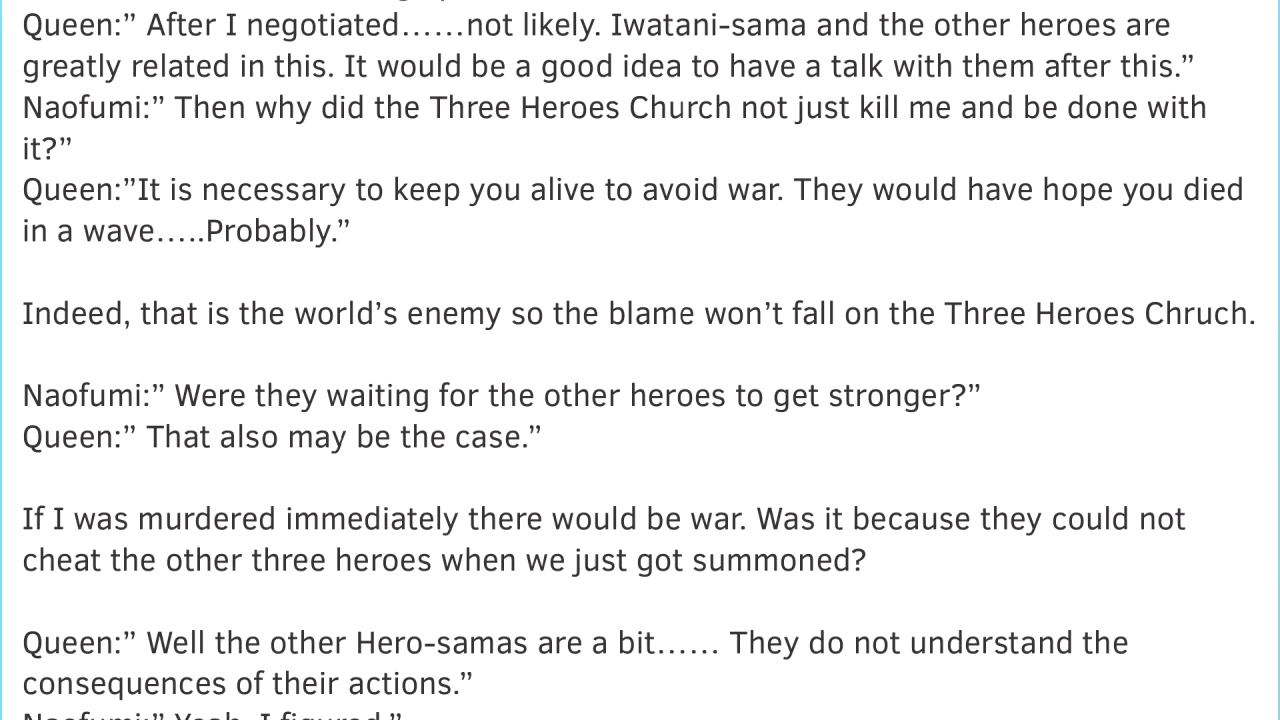 Queen:” After I negotiated……not likely. Iwatani-sama and the other heroes are
greatly related in this. It would be a good idea to have a talk with them after this.”
Naofumi:” Then why did the Three Heroes Church not just kill me and be done with
it?”
Queen:”It is necessary to keep you alive to avoid war. They would have hope you died
in a wave…..Probably.”
Indeed, that is the world’s enemy so the blame won’t fall on the Three Heroes Chruch.
Naofumi:” Were they waiting for the other heroes to get stronger?”
Queen:” That also may be the case.”
If I was murdered immediately there would be war. Was it because they could not
cheat the other three heroes when we just got summoned?
Queen:” Well the other Hero-samas are a bit…… They do not understand the
consequences of their actions.”
Naofumi:” Yeah, I figured.”